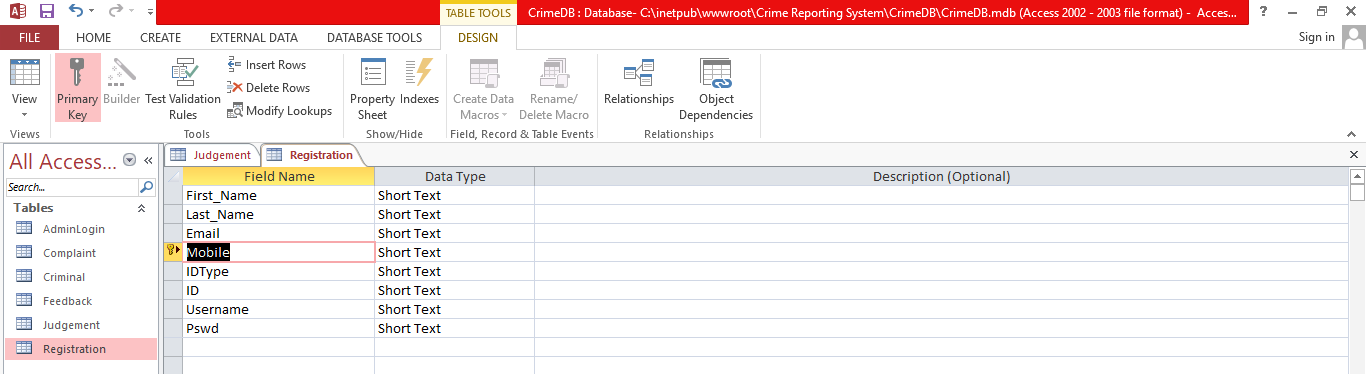 TABLE TOOLS
CrimeDB : Database- C:\inetpub\wwwroot\Crime Reporting System\CrimeDB\CrimeDB.mdb (Access 2002 - 2003 file format) - Acces...
?
FILE HOME CREATE EXTERNAL DATA DATABASE TOOLS DESIGN Sign in
View
Primary Key
Builder
Test Validation Rules
Insert Rows
Delete Rows
Modify Lookups
Property Sheet
Indexes
Create Data Macros
Rename/ Delete Macro
Relationships
Object Dependencies
Views Tools Show/Hide Field, Record & Table Events Relationships
All Access...
Search...
Tables
AdminLogin
Complaint
Criminal
Feedback
Judgement
Registration
Judgement Registration
Field Name Data Type Description (Optional)
First_Name Short Text
Last_Name Short Text
Email Short Text
Mobile Short Text
IDType Short Text
ID Short Text
Username Short Text
Pswd Short Text